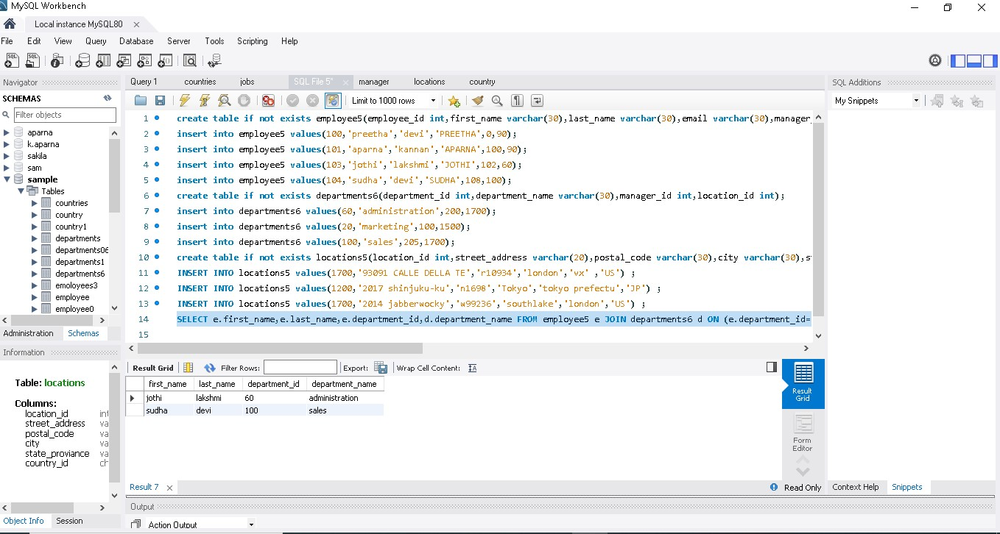 MySQL Workbench
Local instance MySQL80
File Edit View Query Database Server Tools Scripting Help
Navigator
SCHEMAS
Filter objects
aparna
k.aparna
sakila
sam
sample
Tables
countries
country
country1
departments
departments06
departments1
departments6
emoloyees3
employee
employee0
Administration Schemas
Information
Table: locations
Columns:
location_id int
street_address va
postal_code va
city va
state_proviance va
country_id ch
Object Info Session
Query 1 countries jobs SQL File 5* manager locations country
Limit to 1000 rows
1 create table if not exists employee5(employee_id int,first_name varchar(30),last_name varchar(30),email varchar(30),manager_
2 insert into employee5 values(100,'preetha','devi','PREETHA',0,90);
3 insert into employee5 values(101,'aparna','kannan','APARNA',100,90);
4 insert into employee5 values(103,'jothi','lakshmi','JOTHI',102,60);
5 insert into employee5 values(104,'sudha','devi','SUDHA',108,100);
6 create table if not exists departments6(department_id int,department_name varchar(30),manager_id int,location_id int);
7 insert into departments6 values(60,'administration',200,1700);
8 insert into departments6 values(20,'marketing',100,1500);
9 insert into departments6 values(100,'sales',205,1700);
10 create table if not exists locations5(location_id int,street_address varchar(20),postal_code varchar(30),city varchar(30),st
11 INSERT INTO locations5 values(1700,'93091 CALLE DELLA TE','r10934','london','vx' ,'US') ;
12 INSERT INTO locations5 values(1200,'2017 shinjuku-ku','n1698','Tokyo','tokyo prefectu','JP') ;
13 INSERT INTO locations5 values(1700,'2014 jabberwocky','w99236','southlake','london','US') ;
14 SELECT e.first_name,e.last_name,e.department_id,d.department_name FROM employee5 e JOIN departments6 d ON (e.department_id=
15
Result Grid Filter Rows: Export: Wrap Cell Content:
first_name last_name department_id department_name
jothi lakshmi 60 administration
sudha devi 100 sales
Result Grid
Form Editor
Result 7
Read Only
Output
Action Output
SQL Additions
My Snippets
Context Help Snippets